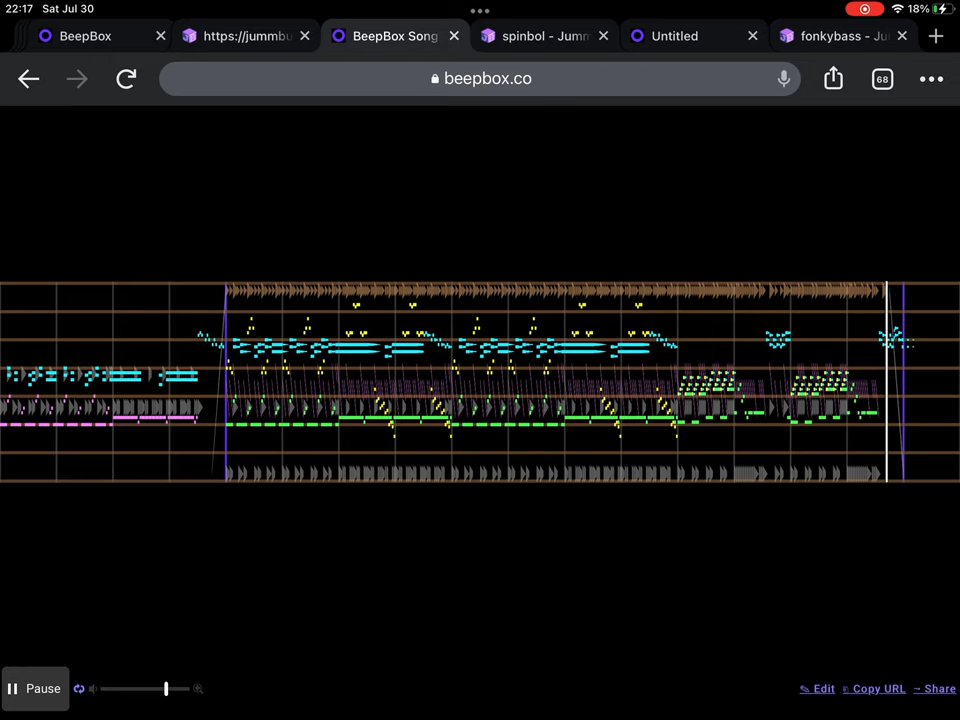 22:17 Sat Jul 30
18%
BeepBox
https://jummbu
BeepBox Song
spinbol - Jumm
Untitled
fonkybass - Ju
beepbox.co
68
Pause
Edit
Copy URL
Share